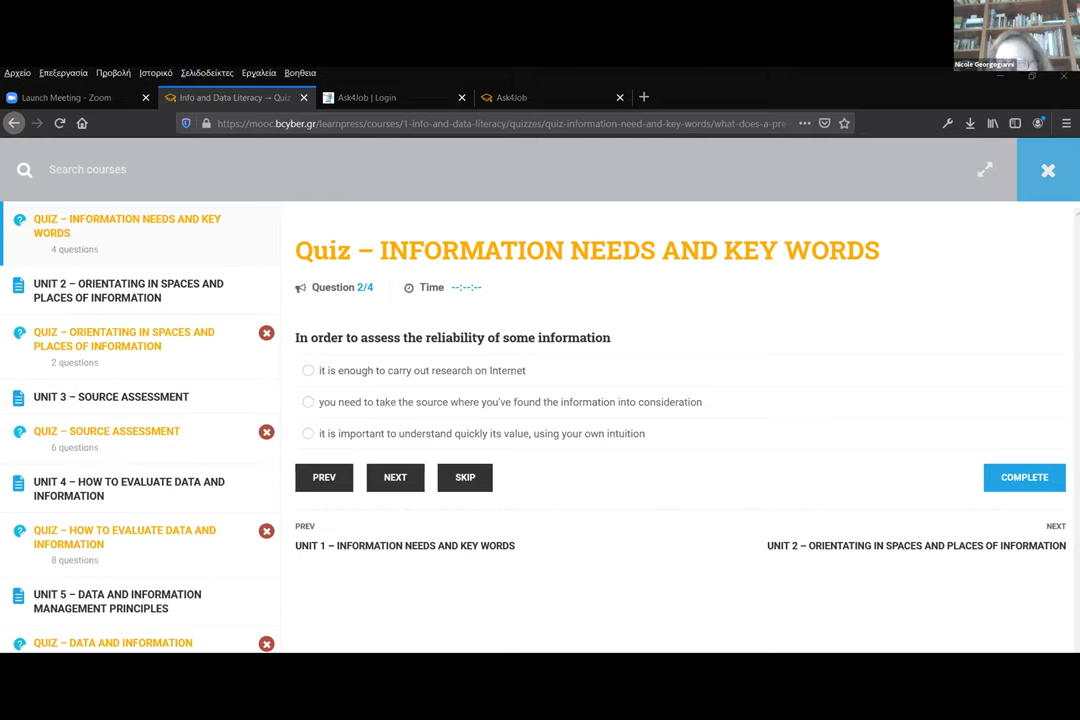 Nicole Georgogianni
Αρχείο Επεξεργασία Προβολή Ιστορικό Σελιδοδείκτες Εργαλεία Βοήθεια
Launch Meeting - Zoom
Info and Data Literacy → Quiz
Ask4Job | Login
Ask4Job
https://mooc.bcyber.gr/learnpress/courses/1-info-and-data-literacy/quizzes/quiz-information-need-and-key-words/what-does-a-pre
Search courses
QUIZ – INFORMATION NEEDS AND KEY
WORDS
4 questions
UNIT 2 – ORIENTATING IN SPACES AND
PLACES OF INFORMATION
QUIZ – ORIENTATING IN SPACES AND
PLACES OF INFORMATION
2 questions
UNIT 3 – SOURCE ASSESSMENT
QUIZ – SOURCE ASSESSMENT
6 questions
UNIT 4 – HOW TO EVALUATE DATA AND
INFORMATION
QUIZ – HOW TO EVALUATE DATA AND
INFORMATION
8 questions
UNIT 5 – DATA AND INFORMATION
MANAGEMENT PRINCIPLES
QUIZ – DATA AND INFORMATION
Quiz – INFORMATION NEEDS AND KEY WORDS
Question 2/4 Time --:--:--
In order to assess the reliability of some information
it is enough to carry out research on Internet
you need to take the source where you've found the information into consideration
it is important to understand quickly its value, using your own intuition
PREV NEXT SKIP COMPLETE
PREV NEXT
UNIT 1 – INFORMATION NEEDS AND KEY WORDS UNIT 2 – ORIENTATING IN SPACES AND PLACES OF INFORMATION